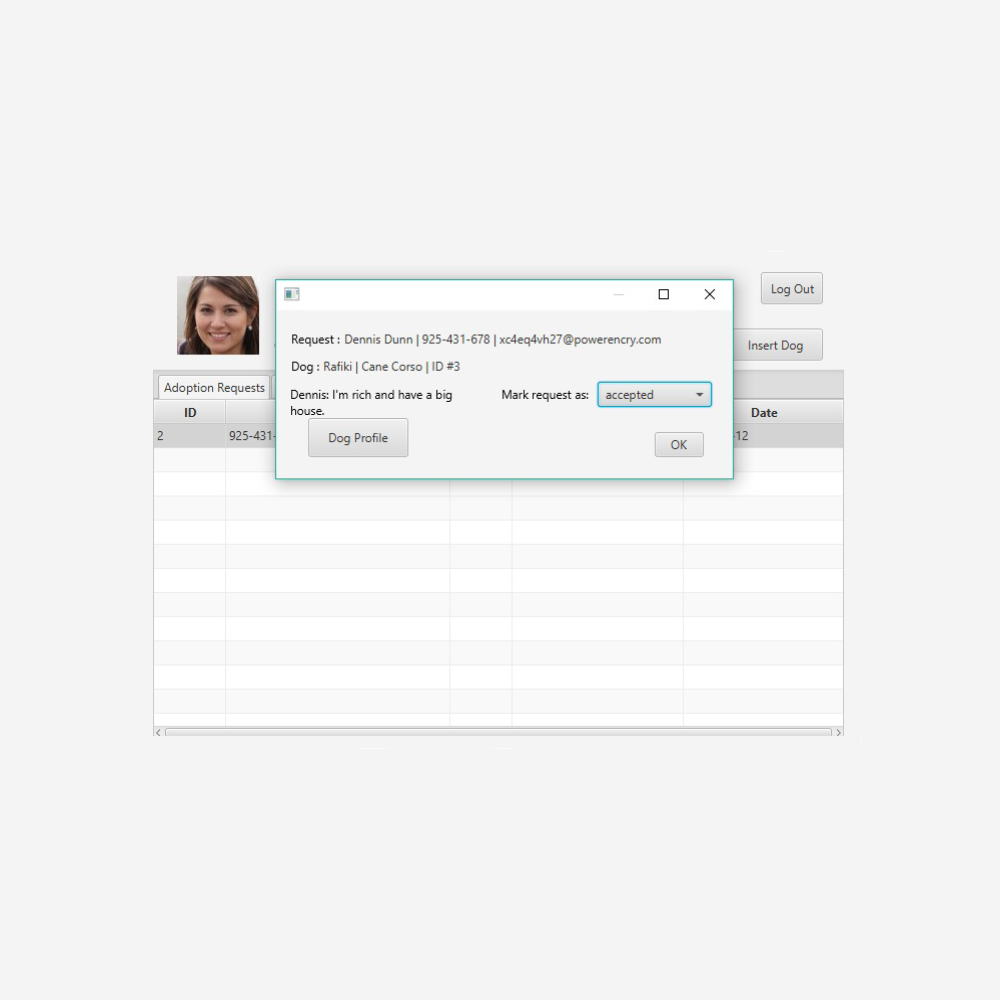 Log Out
Insert Dog
Request : Dennis Dunn | 925-431-678 | xc4eq4vh27@powerencry.com
Dog : Rafiki | Cane Corso | ID #3
Dennis: I'm rich and have a big
house.
Mark request as: accepted
Dog Profile
OK
Adoption Requests
ID Date
2 925-431- -12